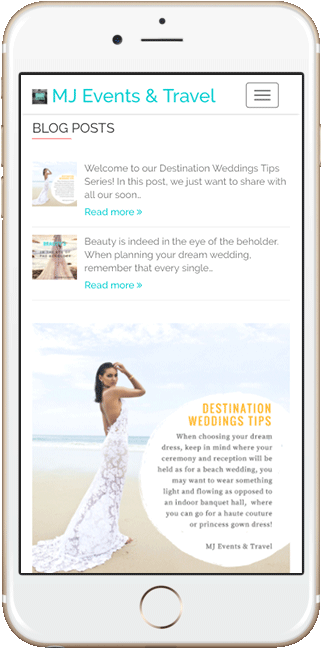 MJ Events & Travel
BLOG POSTS
Welcome to our Destination Weddings Tips
Series! In this post, we just want to share with
all our soon...
Read more »
Beauty is indeed in the eye of the beholder.
When planning your dream wedding,
remember that every single...
Read more »
DESTINATION
WEDDINGS TIPS
When choosing your dream
dress, keep in mind where your
ceremony and reception will be
held as for a beach wedding, you
may want to wear something
light and flowing as opposed to
an indoor banquet hall, where
you can go for a haute couture
or princess gown dress!
MJ Events & Travel